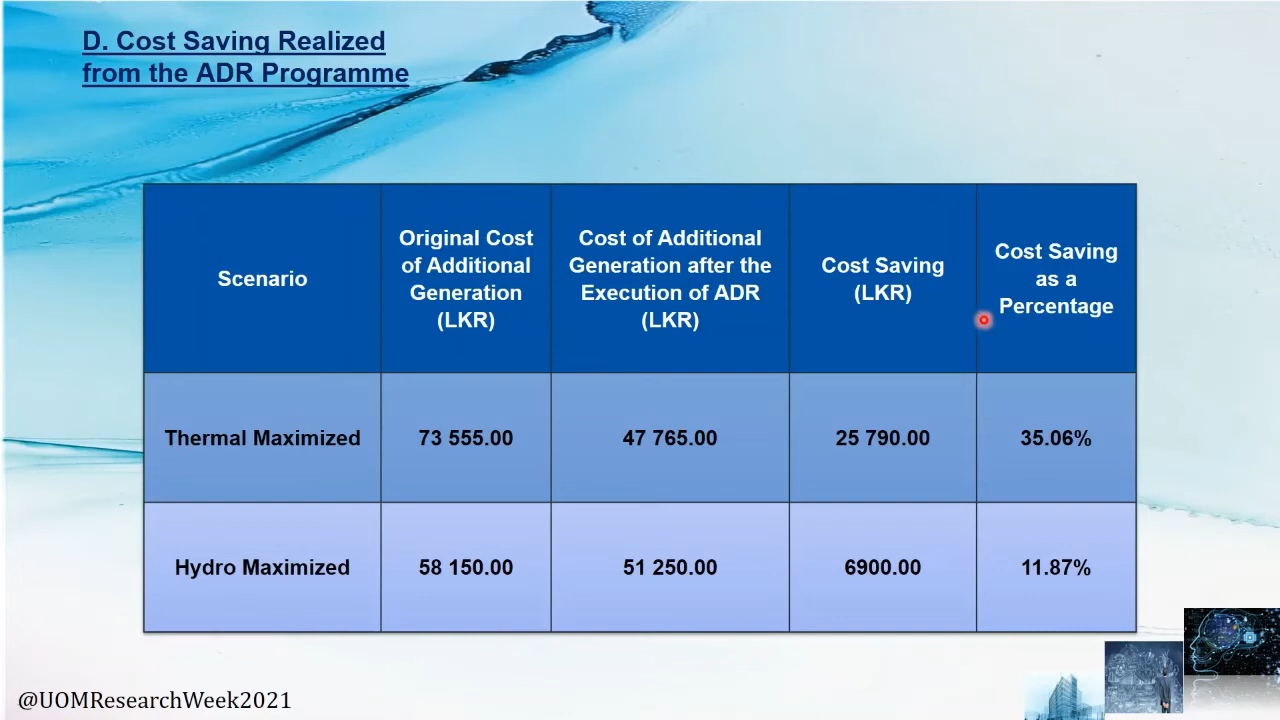 D. Cost Saving Realized
from the ADR Programme
Scenario
Original Cost
of Additional
Generation
(LKR)
Cost of Additional
Generation after the
Execution of ADR
(LKR)
Cost Saving
(LKR)
Cost Saving
as a
Percentage
Thermal Maximized
73 555.00
47 765.00
25 790.00
35.06%
Hydro Maximized
58 150.00
51 250.00
6900.00
11.87%
@UOMResearchWeek2021